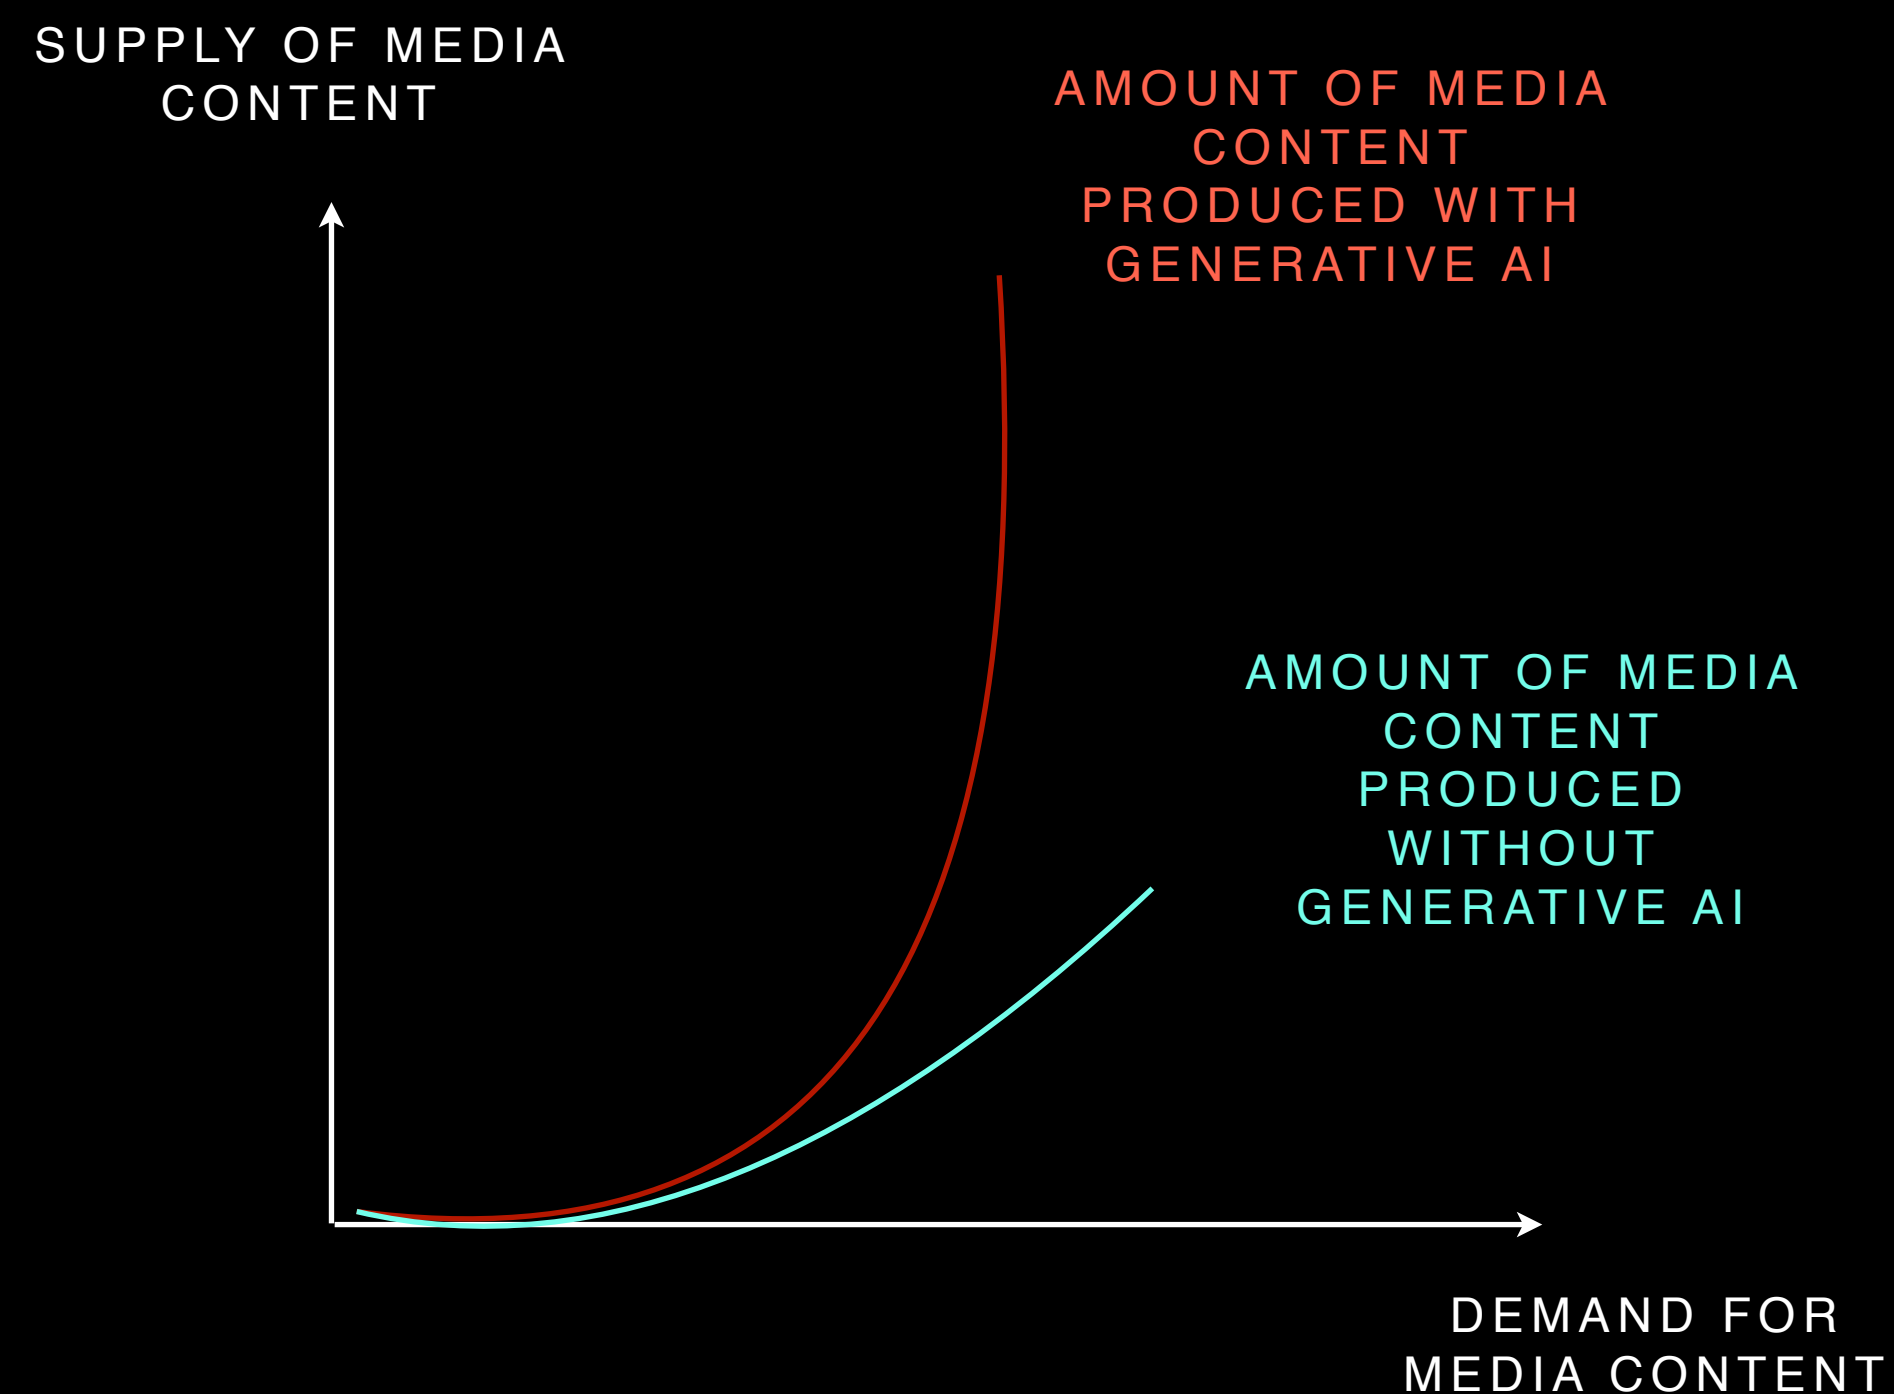 SUPPLY OF MEDIA
CONTENT
AMOUNT OF MEDIA
CONTENT
PRODUCED WITH
GENERATIVE AI
AMOUNT OF MEDIA
CONTENT
PRODUCED
WITHOUT
GENERATIVE AI
DEMAND FOR
MEDIA CONTENT